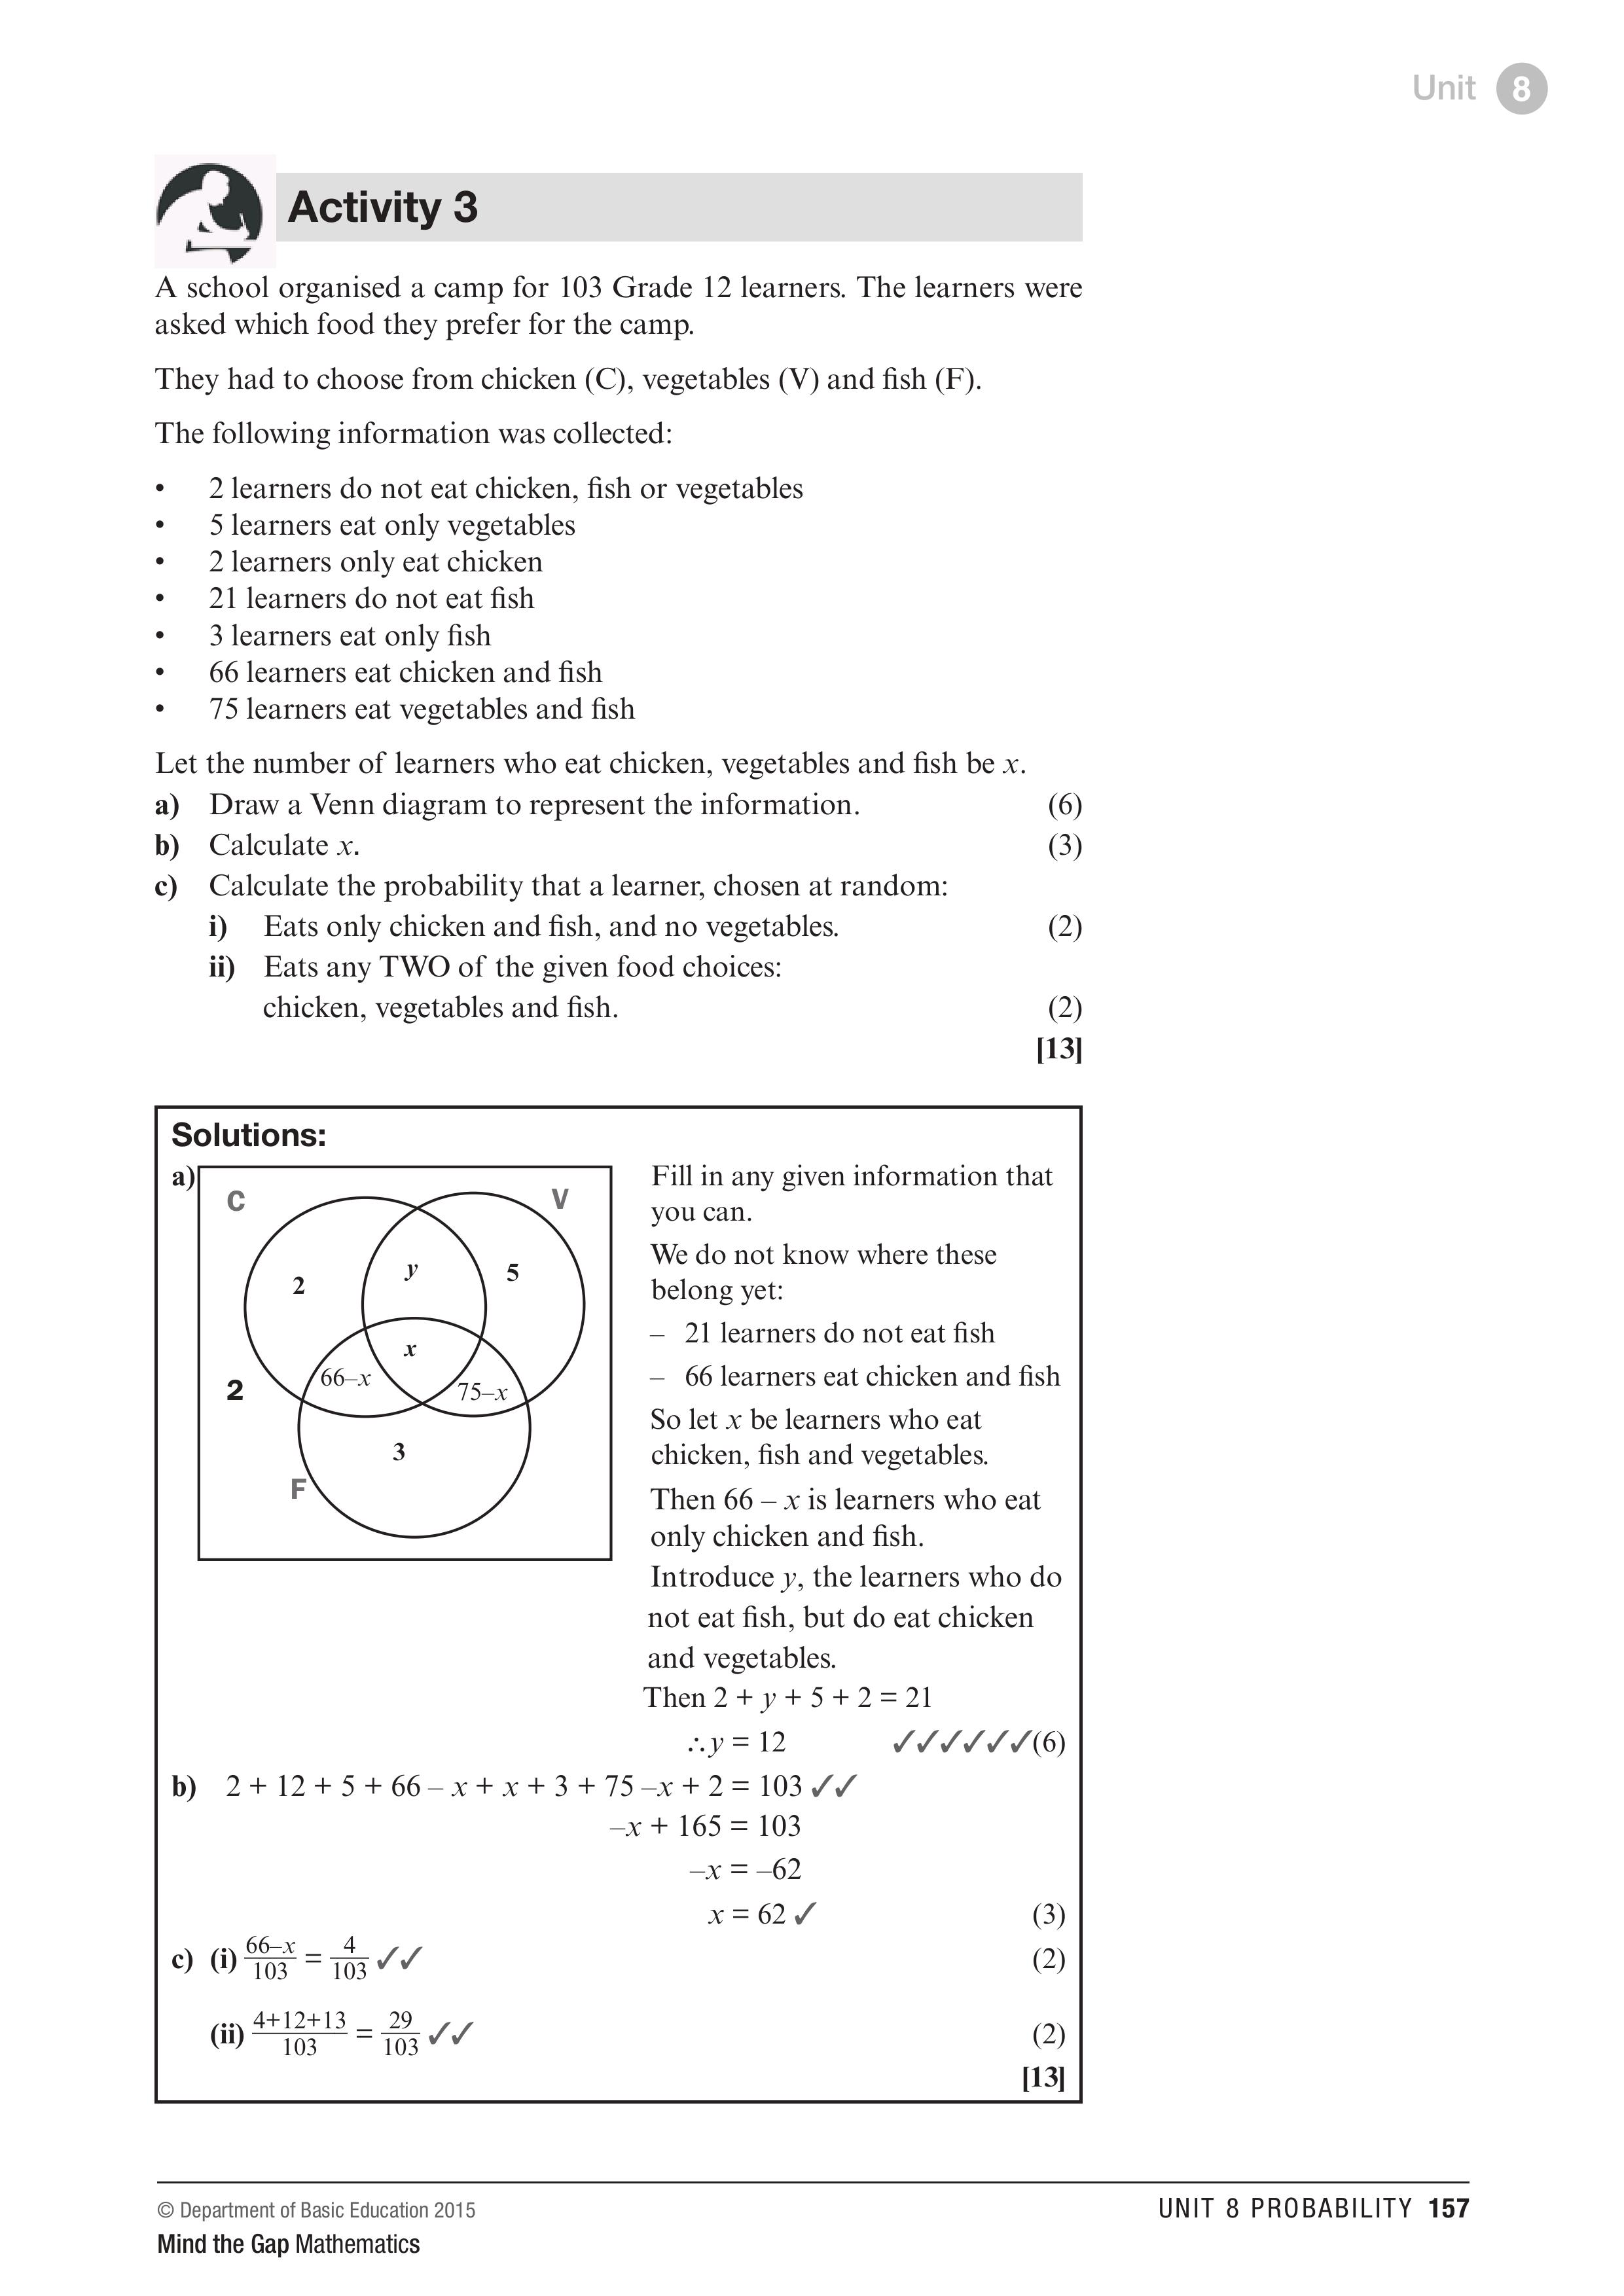 Unit 8
Activity 3
A school organised a camp for 103 Grade 12 learners. The learners were
asked which food they prefer for the camp.
They had to choose from chicken (C), vegetables (V) and fish (F).
The following information was collected:
• 2 learners do not eat chicken, fish or vegetables
• 5 learners eat only vegetables
• 2 learners only eat chicken
• 21 learners do not eat fish
• 3 learners eat only fish
• 66 learners eat chicken and fish
• 75 learners eat vegetables and fish
Let the number of learners who eat chicken, vegetables and fish be x.
a) Draw a Venn diagram to represent the information. (6)
b) Calculate x. (3)
c) Calculate the probability that a learner, chosen at random:
i) Eats only chicken and fish, and no vegetables. (2)
ii) Eats any TWO of the given food choices:
chicken, vegetables and fish. (2)
[13]
Solutions:
a)
C V
2 y 5
x
66–x 75–x
2
3
F
Fill in any given information that
you can.
We do not know where these
belong yet:
– 21 learners do not eat fish
– 66 learners eat chicken and fish
So let x be learners who eat
chicken, fish and vegetables.
Then 66 – x is learners who eat
only chicken and fish.
Introduce y, the learners who do
not eat fish, but do eat chicken
and vegetables.
Then 2 + y + 5 + 2 = 21
∴ y = 12 ✓✓✓✓✓✓(6)
b) 2 + 12 + 5 + 66 – x + x + 3 + 75 –x + 2 = 103 ✓✓
–x + 165 = 103
–x = –62
x = 62 ✓ (3)
c) (i) 66–x/103 = 4/103 ✓✓ (2)
(ii) 4+12+13/103 = 29/103 ✓✓ (2)
[13]
© Department of Basic Education 2015
Mind the Gap Mathematics
UNIT 8 PROBABILITY 157